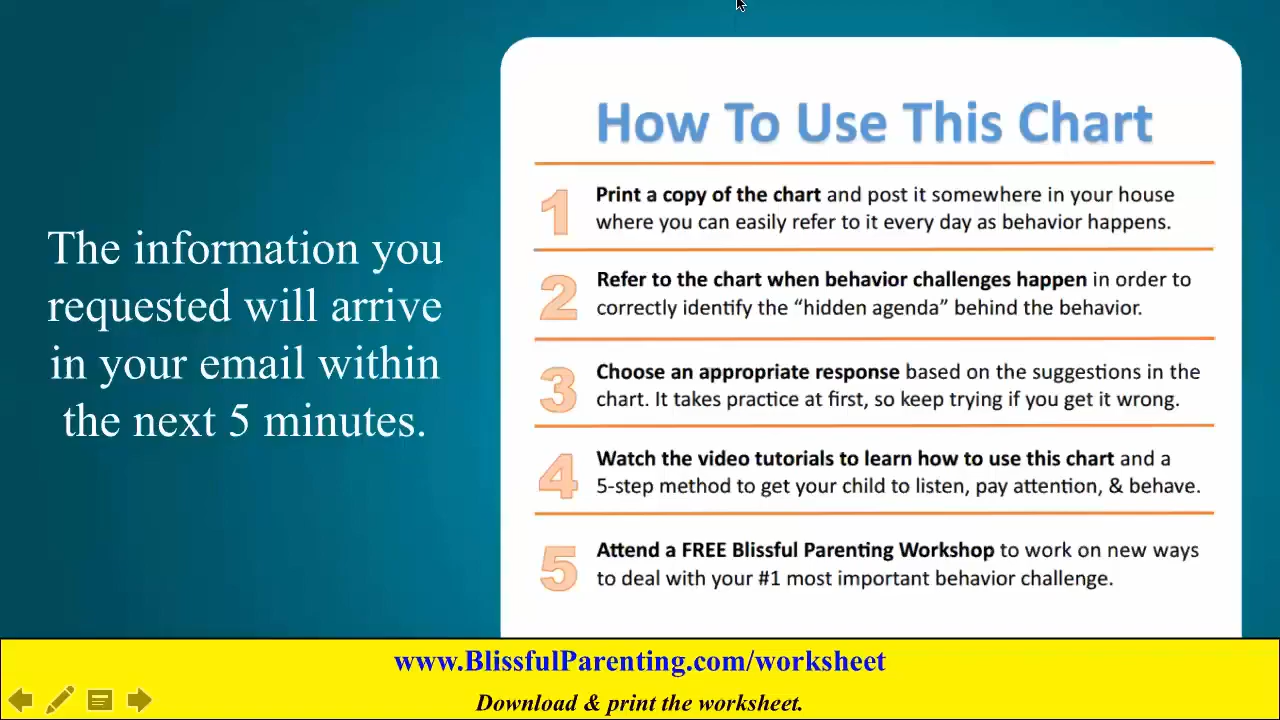 The information you
requested will arrive
in your email within
the next 5 minutes.
How To Use This Chart
1
Print a copy of the chart and post it somewhere in your house
where you can easily refer to it every day as behavior happens.
2
Refer to the chart when behavior challenges happen in order to
correctly identify the “hidden agenda” behind the behavior.
3
Choose an appropriate response based on the suggestions in the
chart. It takes practice at first, so keep trying if you get it wrong.
4
Watch the video tutorials to learn how to use this chart and a
5-step method to get your child to listen, pay attention, & behave.
5
Attend a FREE Blissful Parenting Workshop to work on new ways
to deal with your #1 most important behavior challenge.
www.BlissfulParenting.com/worksheet
Download & print the worksheet.